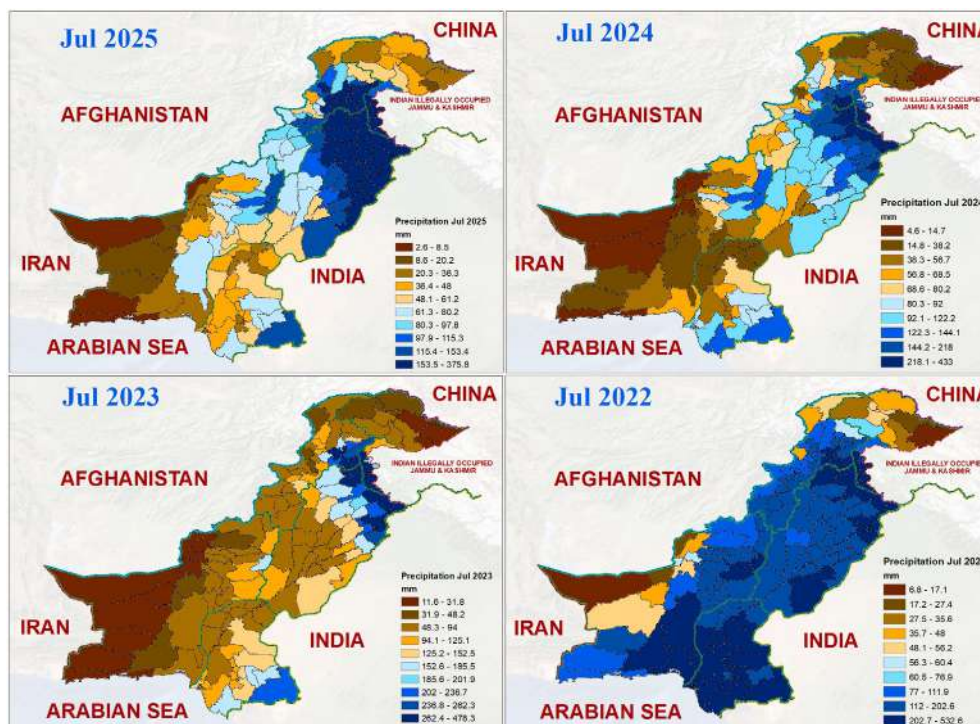 Jul 2025
CHINA
AFGHANISTAN
INDIAN ILLEGALLY OCCUPIED
JAMMU & KASHMIR
IRAN
INDIA
ARABIAN SEA
Precipitation Jul 2025
mm
2.6 - 8.5
8.6 - 20.2
20.3 - 36.3
36.4 - 48
48.1 - 61.2
61.3 - 80.2
80.3 - 97.8
97.9 - 115.3
115.4 - 153.4
153.5 - 375.8
Jul 2024
CHINA
AFGHANISTAN
INDIAN ILLEGALLY OCCUPIED
JAMMU & KASHMIR
IRAN
INDIA
ARABIAN SEA
Precipitation Jul 2024
mm
4.6 - 14.7
14.8 - 38.2
38.3 - 56.7
56.8 - 68.5
68.6 - 80.2
80.3 - 92
92.1 - 122.2
122.3 - 144.1
144.2 - 218
218.1 - 433
Jul 2023
CHINA
AFGHANISTAN
INDIAN ILLEGALLY OCCUPIED
JAMMU & KASHMIR
IRAN
INDIA
ARABIAN SEA
Precipitation Jul 2023
mm
11.6 - 31.8
31.9 - 48.2
48.3 - 94
94.1 - 125.1
125.2 - 152.5
152.6 - 185.5
185.6 - 201.9
202 - 236.7
236.8 - 262.3
262.4 - 478.3
Jul 2022
CHINA
AFGHANISTAN
INDIAN ILLEGALLY OCCUPIED
JAMMU & KASHMIR
IRAN
INDIA
ARABIAN SEA
Precipitation Jul 202
mm
6.8 - 17.1
17.2 - 27.4
27.5 - 35.6
35.7 - 48
48.1 - 56.2
56.3 - 60.4
60.5 - 76.9
77 - 111.9
112 - 202.6
202.7 - 532.6